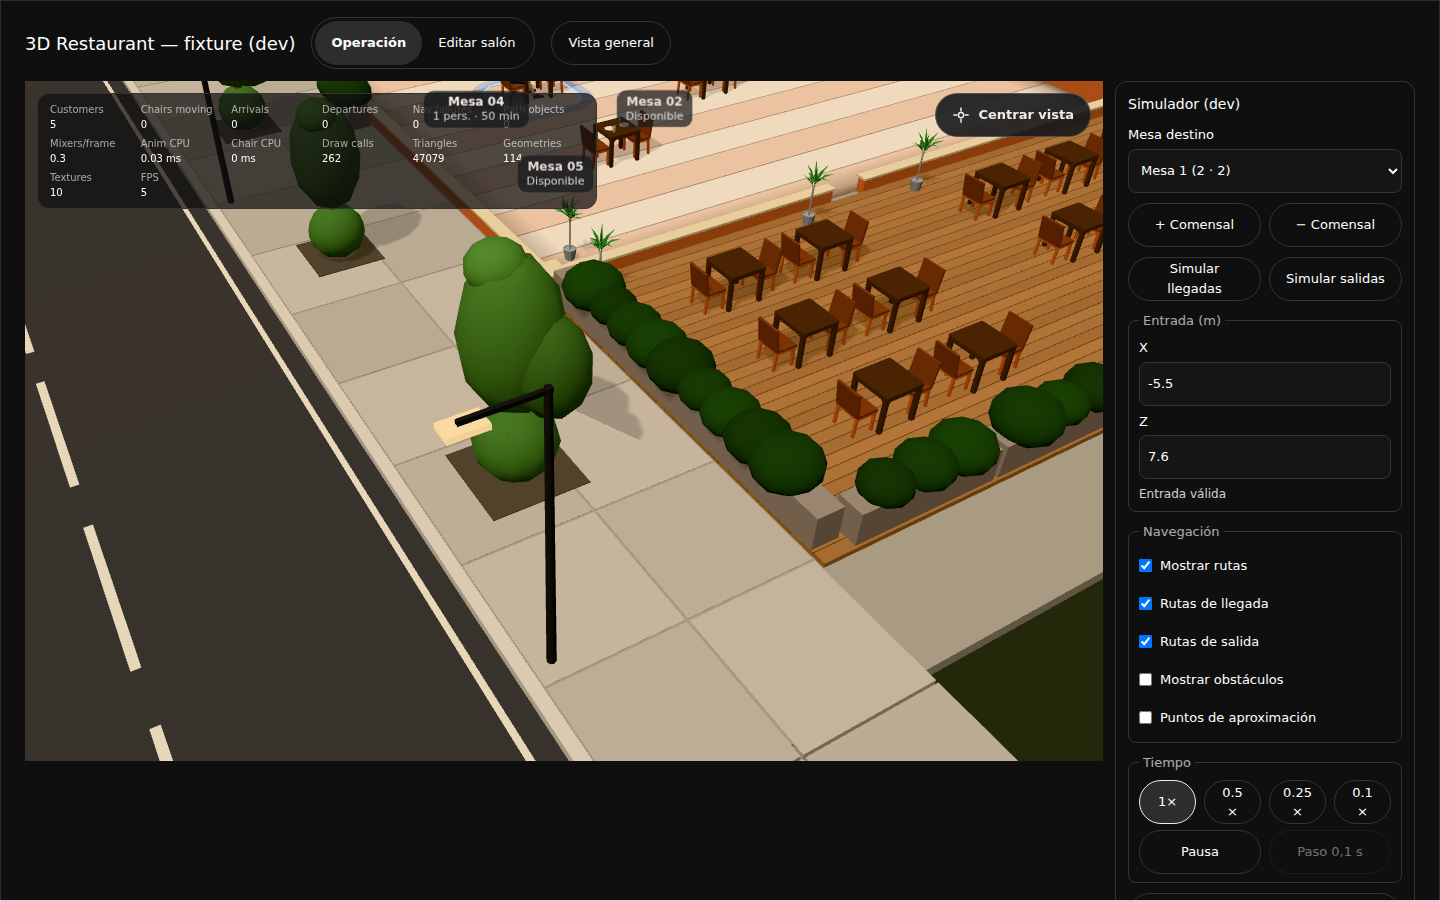 3D Restaurant — fixture (dev)
Operación
Editar salón
Vista general
Customers
5
Chairs moving
0
Arrivals
0
Departures
0
0
objects
Mixers/frame
0.3
Anim CPU
0.03 ms
Chair CPU
0 ms
Draw calls
262
Triangles
47079
Geometries
114
Textures
10
FPS
5
Mesa 04
1 pers. · 50 min
Mesa 02
Disponible
Mesa 05
Disponible
Centrar vista
Simulador (dev)
Mesa destino
Mesa 1 (2 · 2)
+ Comensal
− Comensal
Simular
llegadas
Simular salidas
Entrada (m)
X
-5.5
Z
7.6
Entrada válida
Navegación
Mostrar rutas
Rutas de llegada
Rutas de salida
Mostrar obstáculos
Puntos de aproximación
Tiempo
1×
0.5
×
0.25
×
0.1
×
Pausa
Paso 0,1 s